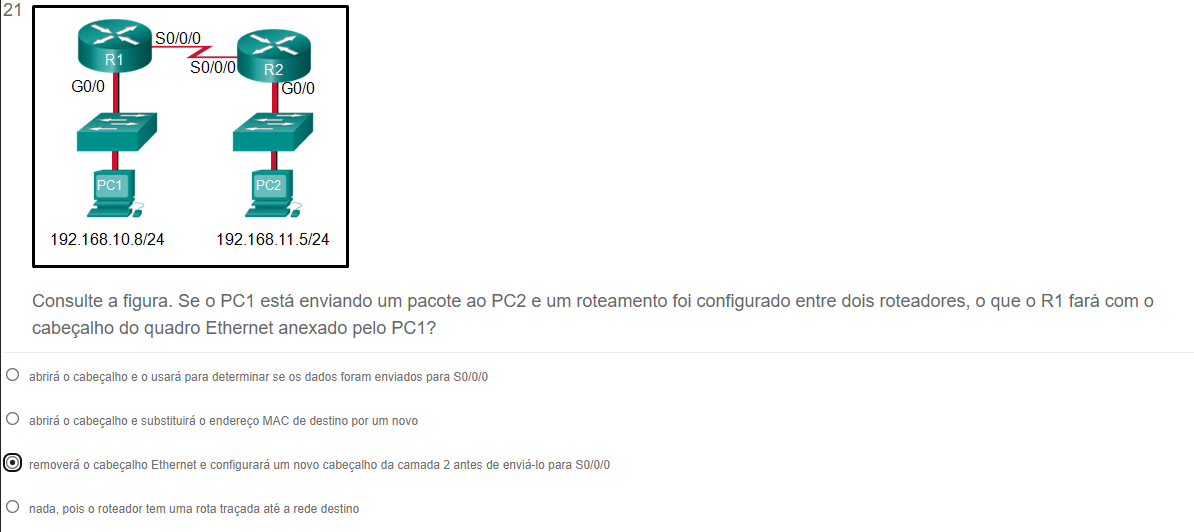 21
S0/0/0
R1
S0/0/0
R2
G0/0
G0/0
PC1
PC2
192.168.10.8/24
192.168.11.5/24
Consulte a figura. Se o PC1 está enviando um pacote ao PC2 e um roteamento foi configurado entre dois roteadores, o que o R1 fará com o
cabeçalho do quadro Ethernet anexado pelo PC1?
abrirá o cabeçalho e o usará para determinar se os dados foram enviados para S0/0/0
abrirá o cabeçalho e substituirá o endereço MAC de destino por um novo
removerá o cabeçalho Ethernet e configurará um novo cabeçalho da camada 2 antes de enviá-lo para S0/0/0
nada, pois o roteador tem uma rota traçada até a rede destino